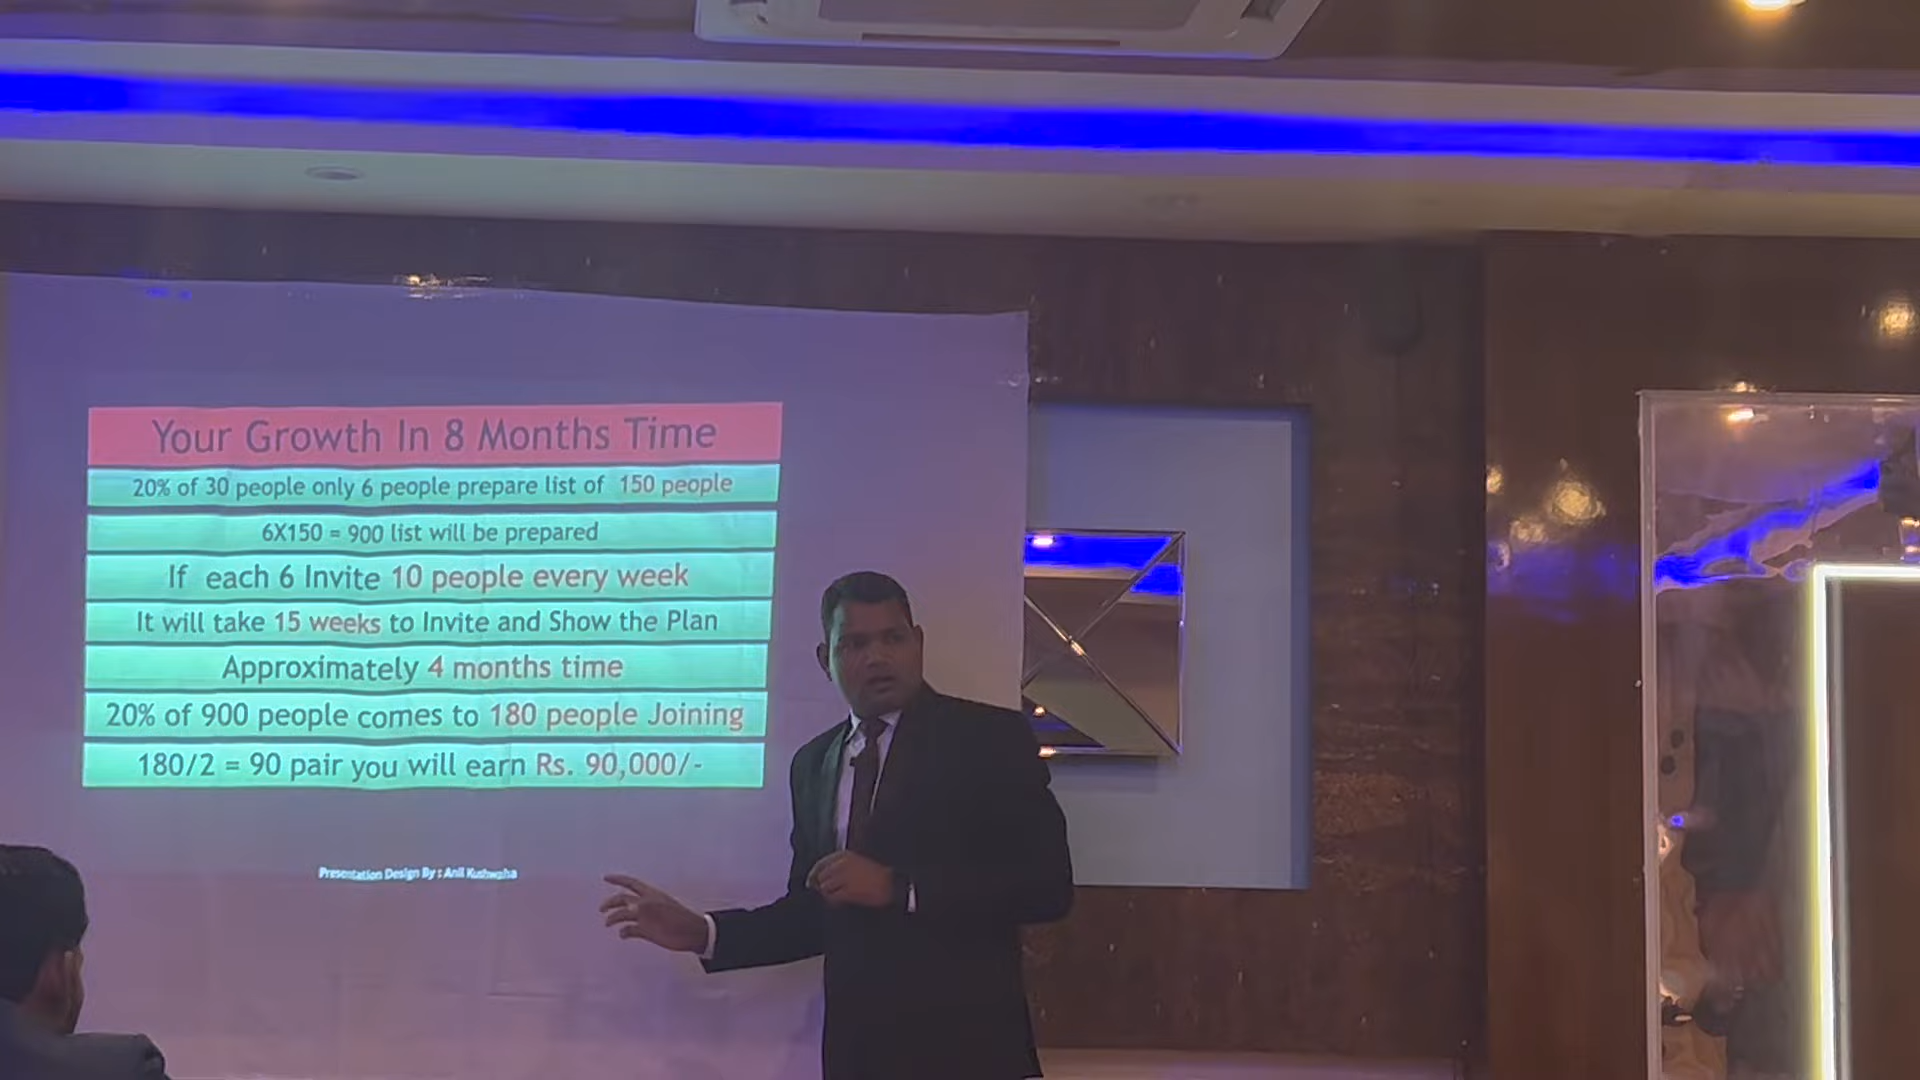 Your Growth In 8 Months Time
20% of 30 people only 6 people prepare list of 150 people
6X150 = 900 list will be prepared
If each 6 Invite 10 people every week
It will take 15 weeks to Invite and Show the Plan
Approximately 4 months time
20% of 900 people comes to 180 people Joining
180/2 = 90 pair you will earn Rs. 90,000/-
Presentation Design By : Anil Kushwaha